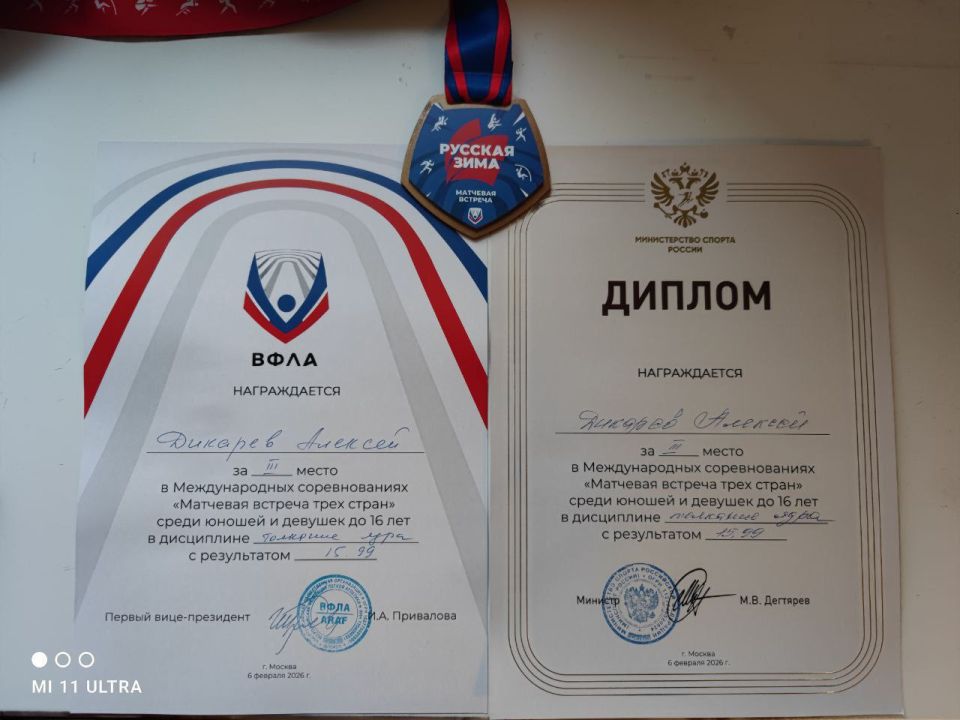 РУССКАЯ
ЗИМА
МАТЧЕВАЯ
ВСТРЕЧА
ВФЛА
НАГРАЖДАЕТСЯ
Дикарев Алексей
за III место
в Международных соревнованиях
«Матчевая встреча трех стран»
среди юношей и девушек до 16 лет
в дисциплине толкание ядра
с результатом 15.99
Первый вице-президент
И.А. Привалова
ВФЛА
ARAF
г. Москва
6 февраля 2026 г.
МИНИСТЕРСТВО СПОРТА
РОССИИ
ДИПЛОМ
НАГРАЖДАЕТСЯ
Дикарев Алексей
за III место
в Международных соревнованиях
«Матчевая встреча трех стран»
среди юношей и девушек до 16 лет
в дисциплине толкание ядра
с результатом 15,99
Министр
М.В. Дегтярев
г. Москва
6 февраля 2026 г.
MI 11 ULTRA